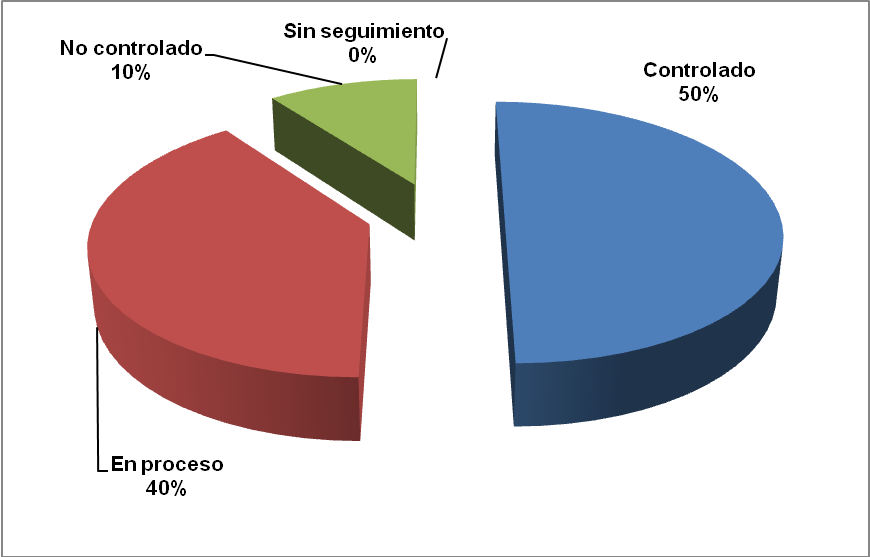 Sin seguimiento
0%
No controlado
10%
Controlado
50%
En proceso
40%